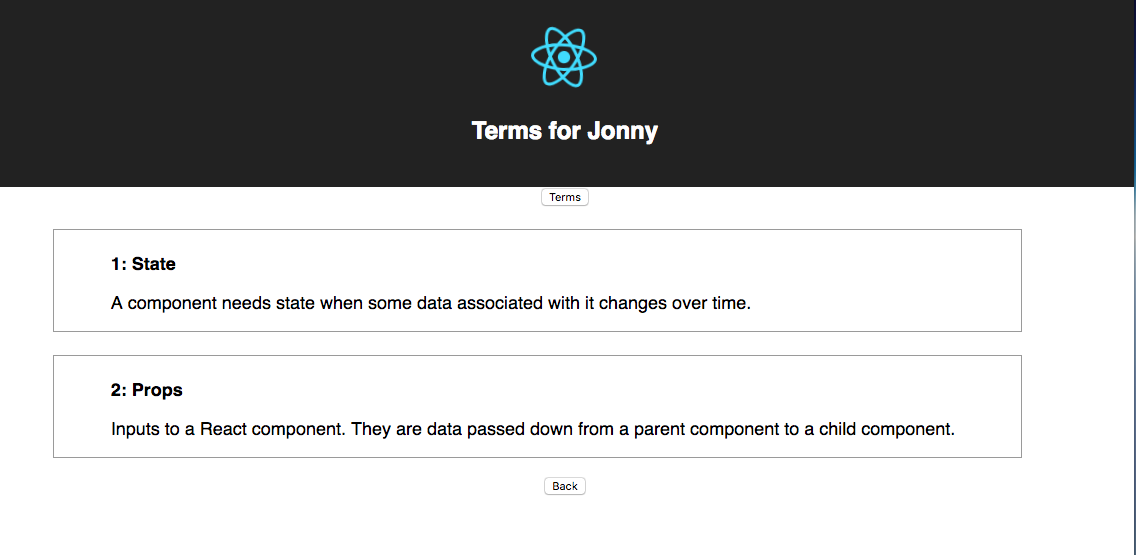 Terms for Jonny
Terms
1: State
A component needs state when some data associated with it changes over time.
2: Props
Inputs to a React component. They are data passed down from a parent component to a child component.
Back